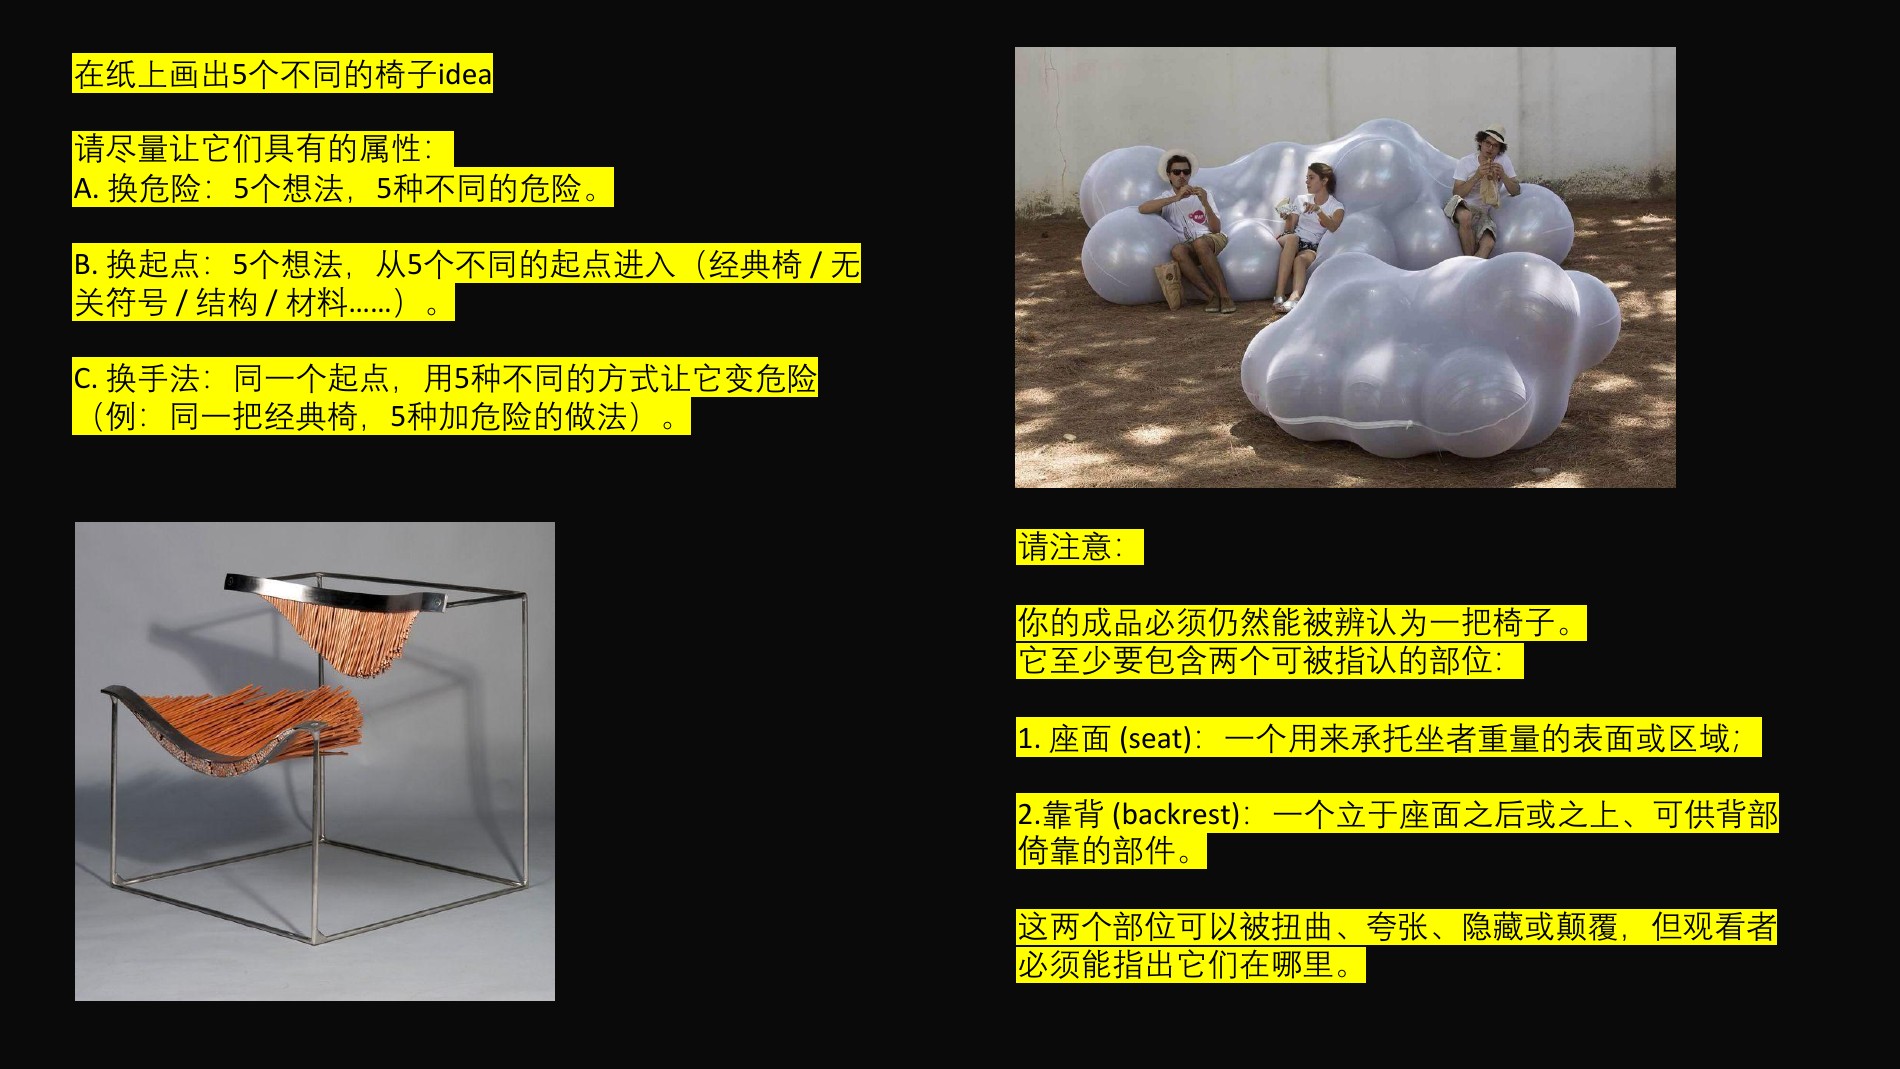 在纸上画出5个不同的椅子idea
请尽量让它们具有的属性：
A. 换危险：5个想法，5种不同的危险。
B. 换起点：5个想法，从5个不同的起点进入（经典椅 / 无
关符号 / 结构 / 材料......）。
C. 换手法：同一个起点，用5种不同的方式让它变危险
（例：同一把经典椅，5种加危险的做法）。
请注意：
你的成品必须仍然能被辨认为一把椅子。
它至少要包含两个可被指认的部位：
1. 座面 (seat)：一个用来承托坐者重量的表面或区域；
2.靠背 (backrest)：一个立于座面之后或之上、可供背部
倚靠的部件。
这两个部位可以被扭曲、夸张、隐藏或颠覆，但观看者
必须能指出它们在哪里。